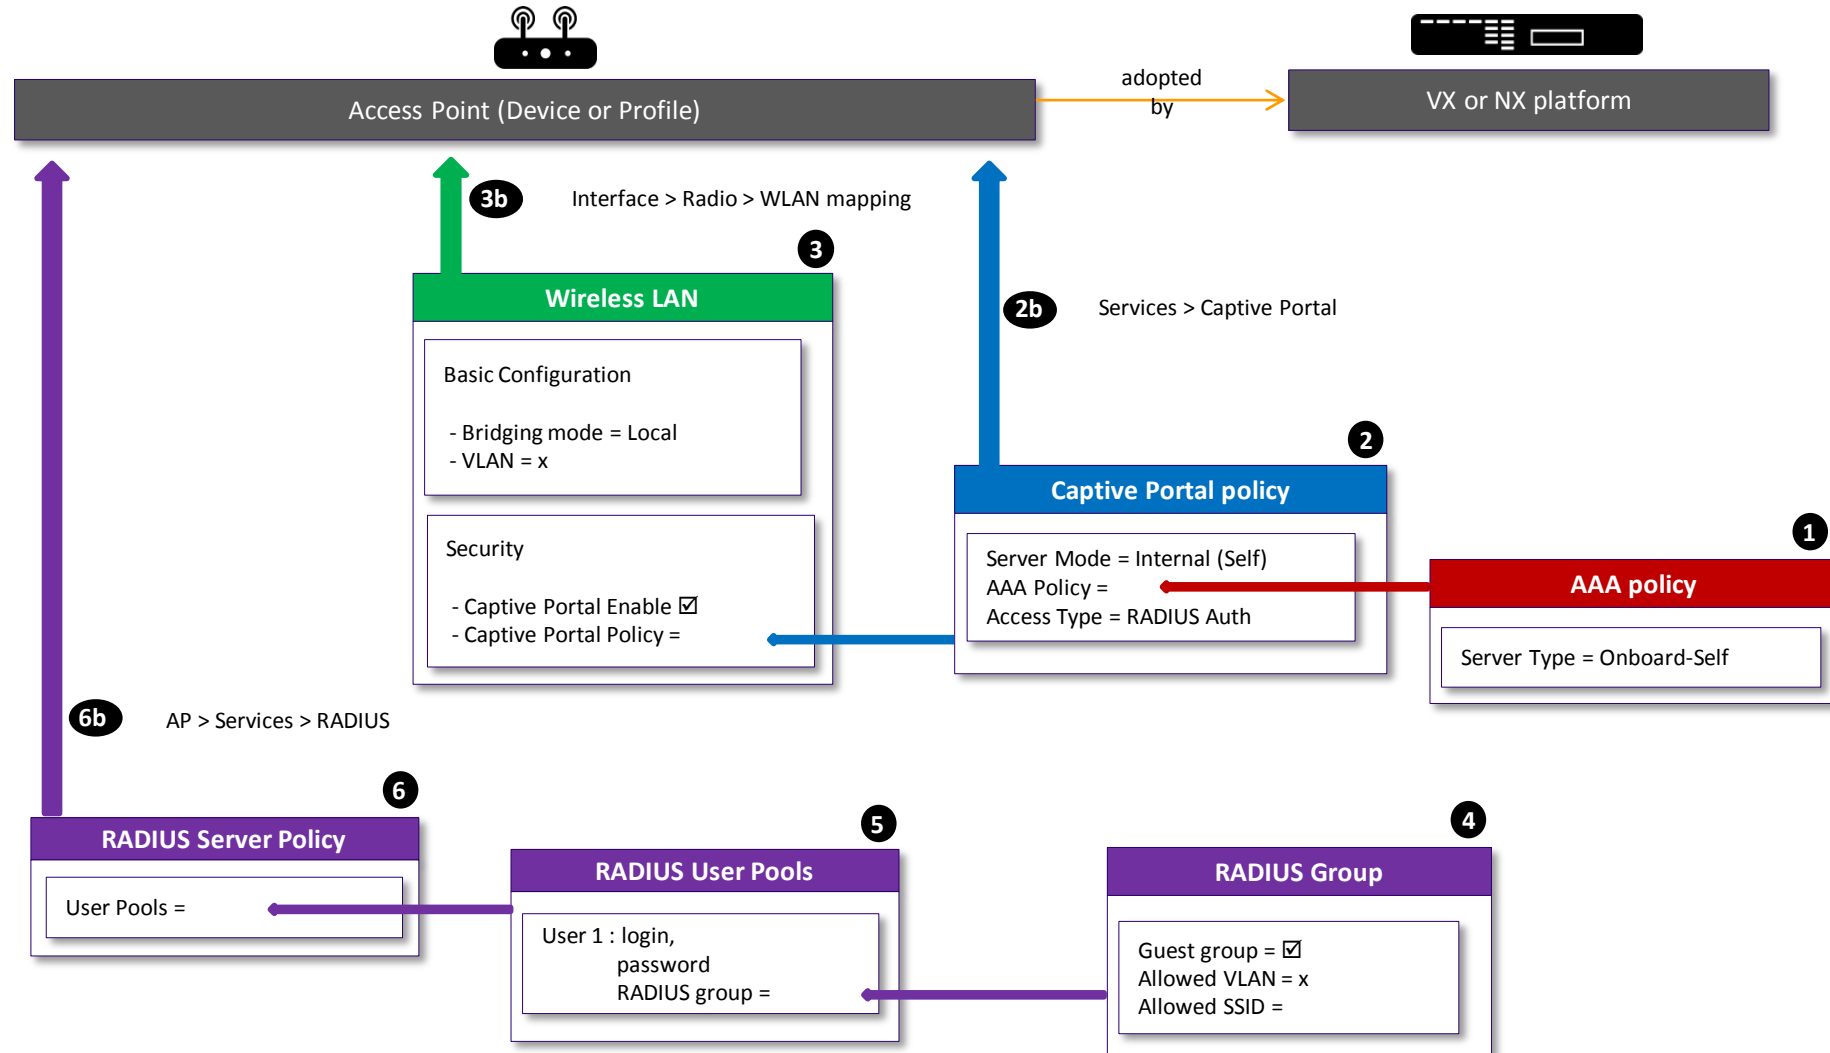 adopted
by
Access Point (Device or Profile)
VX or NX platform
3b
Interface > Radio > WLAN mapping
3
Wireless LAN
Basic Configuration
- Bridging mode = Local
- VLAN = x
Security
- Captive Portal Enable ☑
- Captive Portal Policy =
2b
Services > Captive Portal
2
Captive Portal policy
Server Mode = Internal (Self)
AAA Policy =
Access Type = RADIUS Auth
1
AAA policy
Server Type = Onboard-Self
6b
AP > Services > RADIUS
6
RADIUS Server Policy
User Pools =
5
RADIUS User Pools
User 1 : login,
password
RADIUS group =
4
RADIUS Group
Guest group = ☑
Allowed VLAN = x
Allowed SSID =